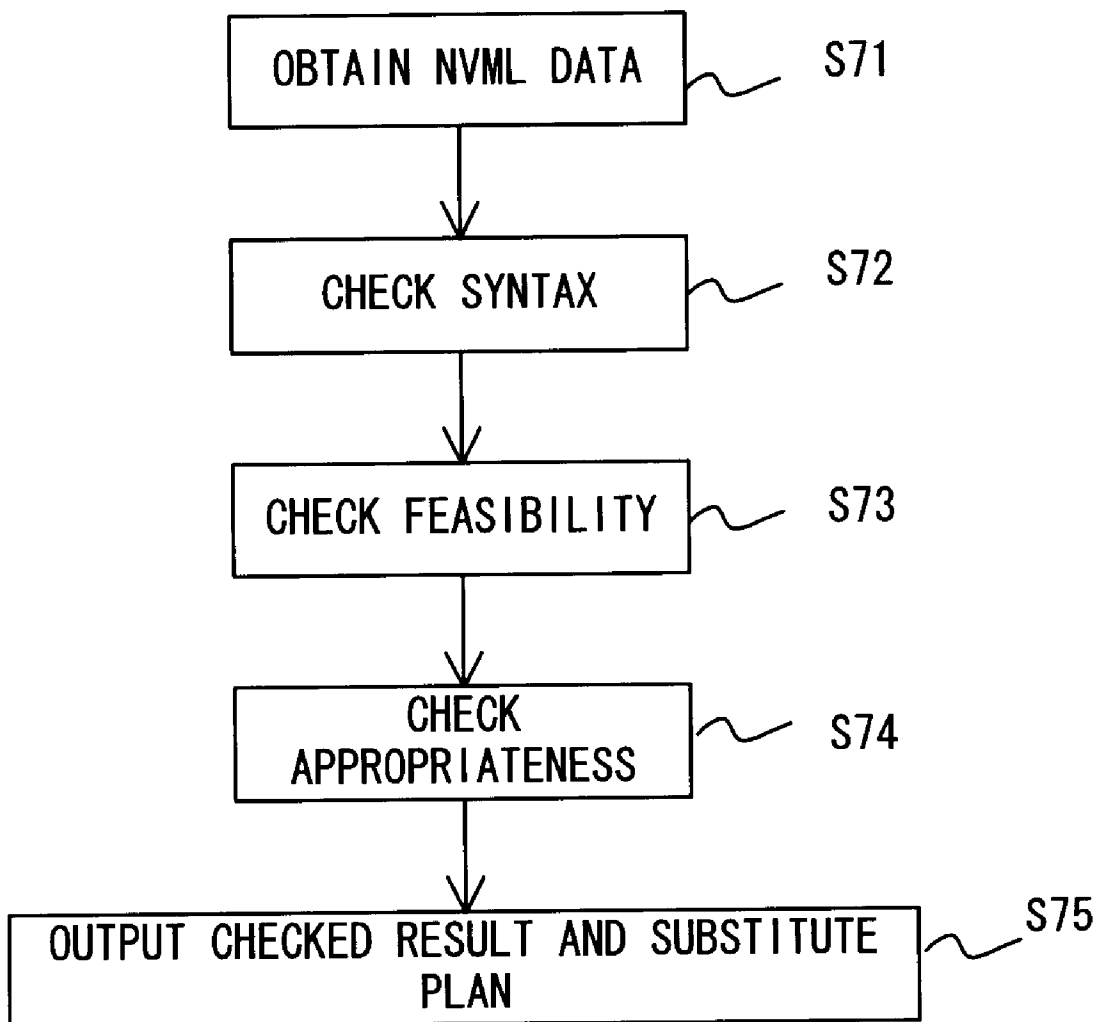 OBTAIN NVML DATA
S71
CHECK SYNTAX
S72
CHECK FEASIBILITY
S73
CHECK
APPROPRIATENESS
S74
OUTPUT CHECKED RESULT AND SUBSTITUTE
PLAN
S75